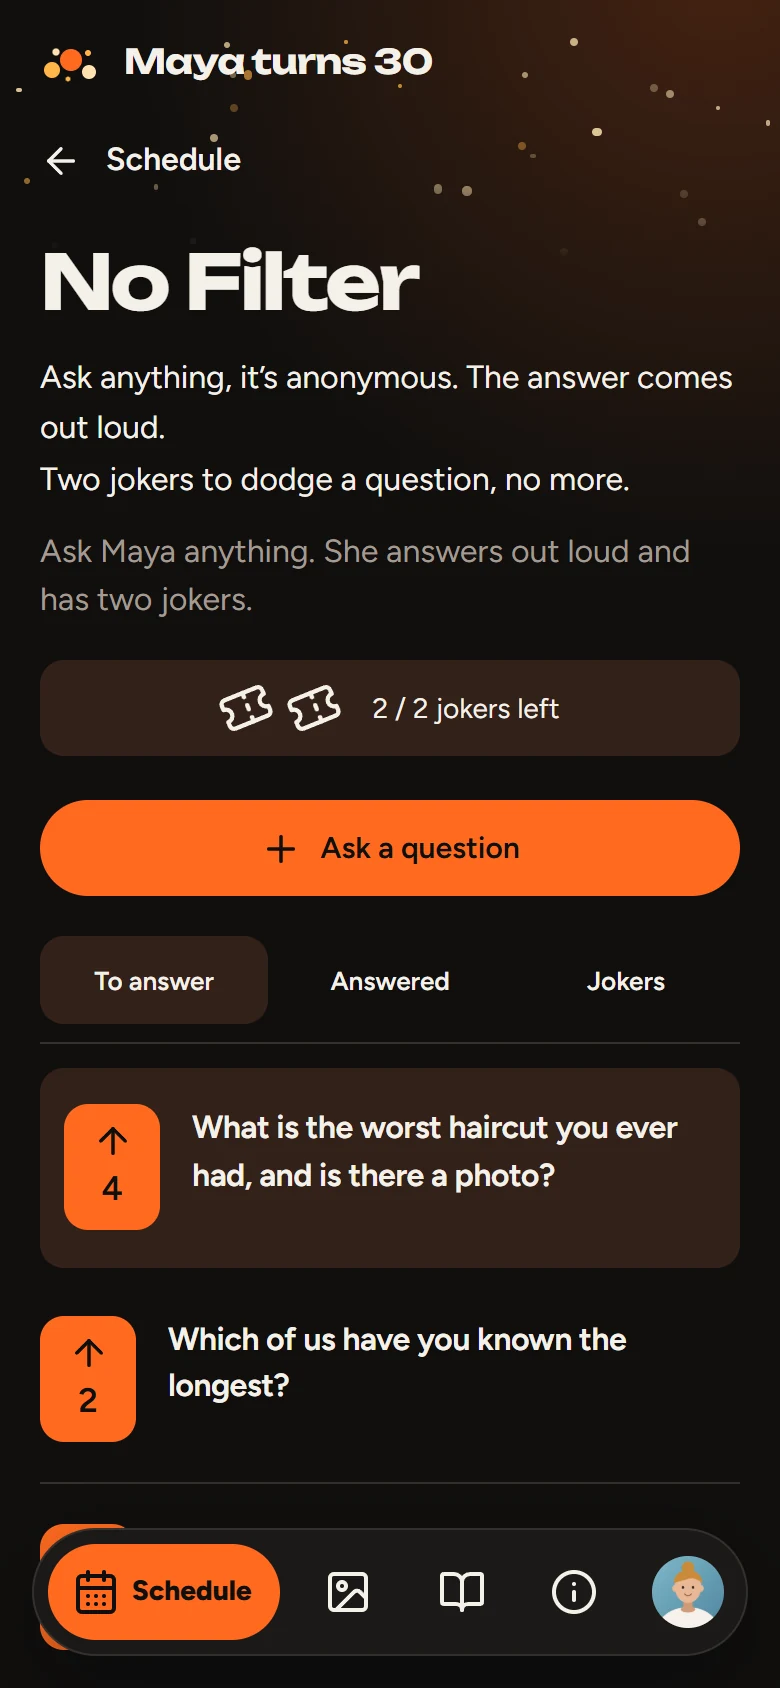 Maya turns 30
Schedule
No Filter
Ask anything, it’s anonymous. The answer comes
out loud.
Two jokers to dodge a question, no more.
Ask Maya anything. She answers out loud and
has two jokers.
2 / 2 jokers left
Ask a question
To answer
Answered
Jokers
4
What is the worst haircut you ever
had, and is there a photo?
2
Which of us have you known the
longest?
Schedule